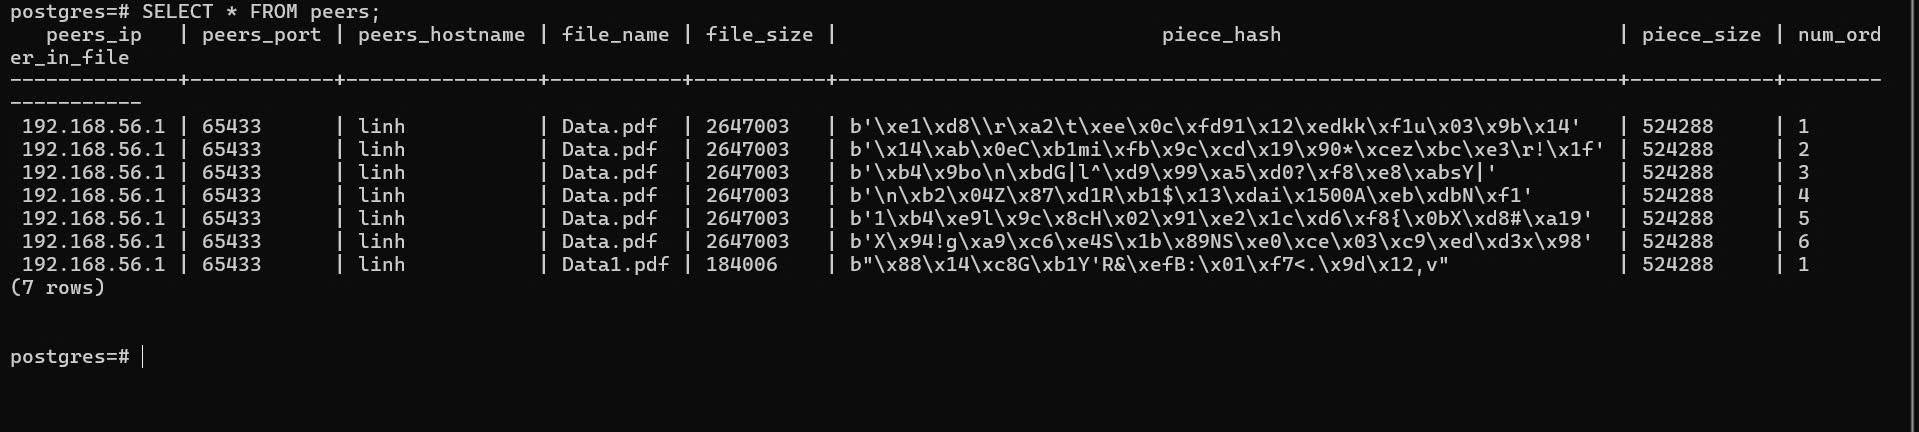 postgres=# SELECT * FROM peers;
   peers_ip   | peers_port | peers_hostname | file_name | file_size |                           piece_hash                            | piece_size | num_ord
er_in_file
--------------+------------+----------------+-----------+-----------+-----------------------------------------------------------------+------------+--------
-----------
 192.168.56.1 | 65433      | linh           | Data.pdf  | 2647003   | b'\xe1\xd8\\r\xa2\t\xee\x0c\xfd91\x12\xedkk\xf1u\x03\x9b\x14'   | 524288     | 1
 192.168.56.1 | 65433      | linh           | Data.pdf  | 2647003   | b'\x14\xab\x0eC\xb1mi\xfb\x9c\xcd\x19\x90*\xcez\xbc\xe3\r!\x1f' | 524288     | 2
 192.168.56.1 | 65433      | linh           | Data.pdf  | 2647003   | b'\xb4\x9bo\n\xbdG|l^\xd9\x99\xa5\xd0?\xf8\xe8\xabsY|'          | 524288     | 3
 192.168.56.1 | 65433      | linh           | Data.pdf  | 2647003   | b'\n\xb2\x04Z\x87\xd1R\xb1$\x13\xdai\x1500A\xeb\xdbN\xf1'       | 524288     | 4
 192.168.56.1 | 65433      | linh           | Data.pdf  | 2647003   | b'1\xb4\xe9l\x9c\x8cH\x02\x91\xe2\x1c\xd6\xf8{\x0bX\xd8#\xa19'  | 524288     | 5
 192.168.56.1 | 65433      | linh           | Data.pdf  | 2647003   | b'X\x94!g\xa9\xc6\xe4S\x1b\x89NS\xe0\xce\x03\xc9\xed\xd3x\x98'  | 524288     | 6
 192.168.56.1 | 65433      | linh           | Data1.pdf | 184006    | b"\x88\x14\xc8G\xb1Y'R&\xefB:\x01\xf7<.\x9d\x12,v"              | 524288     | 1
(7 rows)
postgres=#